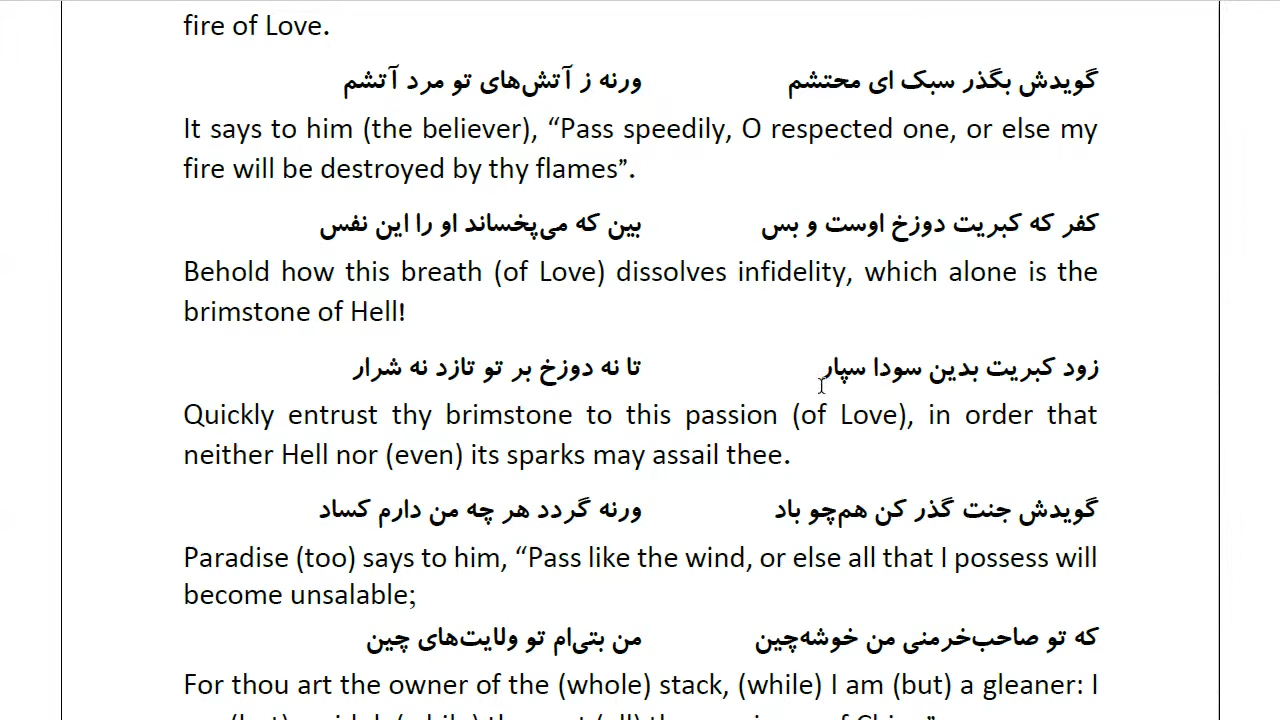 fire of Love.
گویدش بگذر سبک ای محتشم ورنه ز آتش‌های تو مرد آتشم
It says to him (the believer), “Pass speedily, O respected one, or else my
fire will be destroyed by thy flames”.
کفر که کبریت دوزخ اوست و بس بین که می‌پخساند او را این نفس
Behold how this breath (of Love) dissolves infidelity, which alone is the
brimstone of Hell!
زود کبریت بدین سودا سپار تا نه دوزخ بر تو تازد نه شرار
Quickly entrust thy brimstone to this passion (of Love), in order that
neither Hell nor (even) its sparks may assail thee.
گویدش جنت گذر کن هم‌چو باد ورنه گردد هر چه من دارم کساد
Paradise (too) says to him, “Pass like the wind, or else all that I possess will
become unsalable;
که تو صاحب‌خرمنی من خوشه‌چین من بتی‌ام تو ولایت‌های چین
For thou art the owner of the (whole) stack, (while) I am (but) a gleaner: I